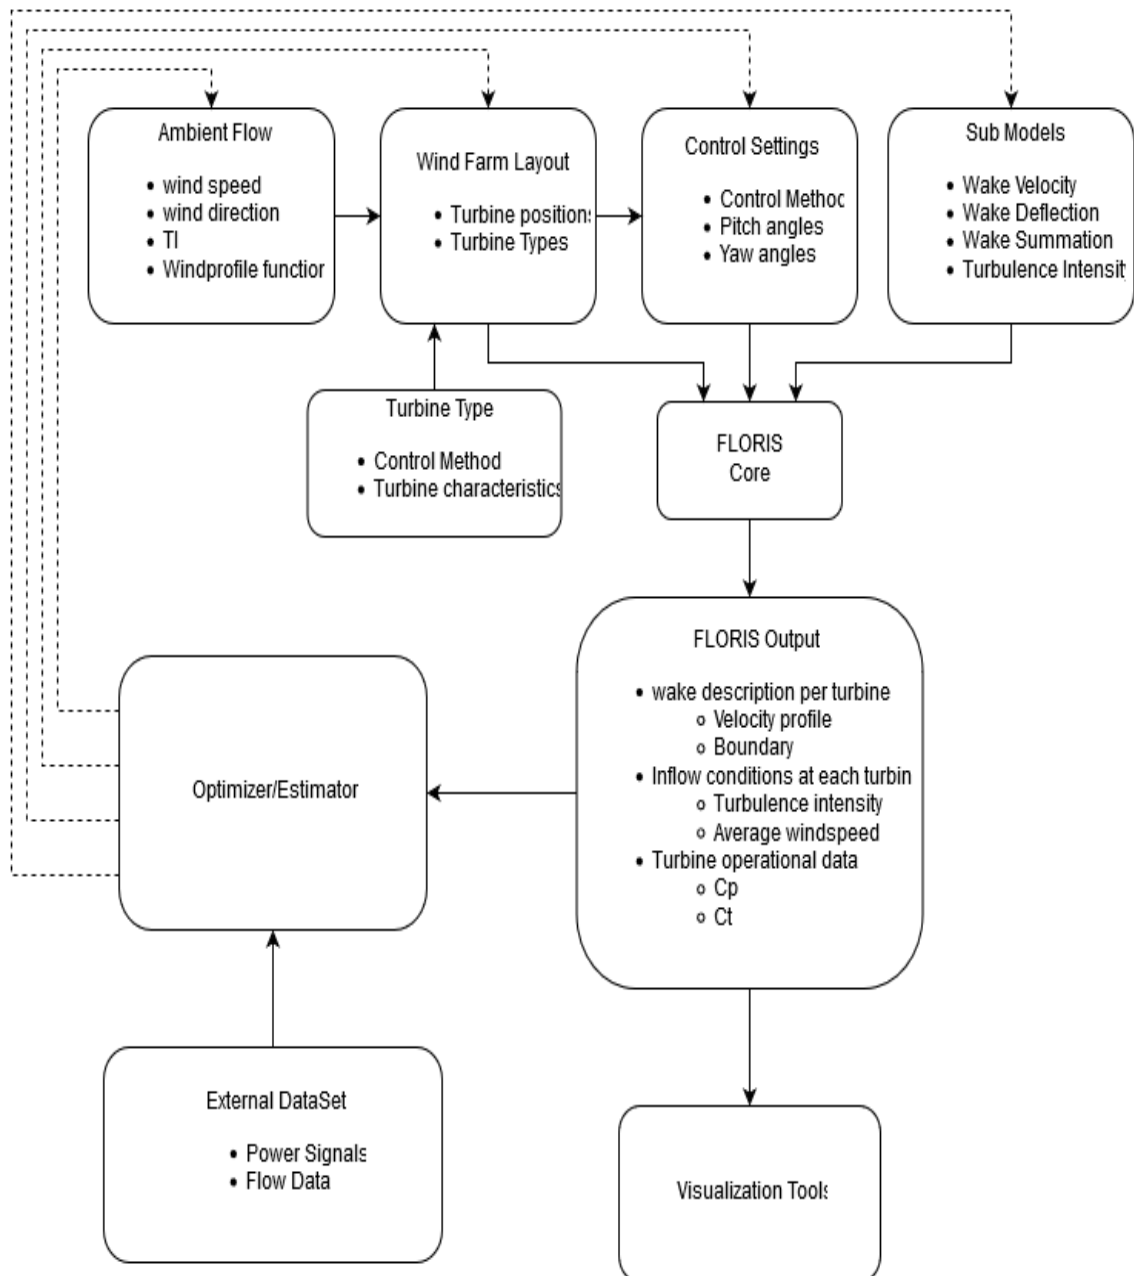 Ambient Flow
wind speed
wind direction
TI
Windprofile function
Wind Farm Layout
Turbine positions
Turbine Types
Control Settings
Control Method
Pitch angles
Yaw angles
Sub Models
Wake Velocity
Wake Deflection
Wake Summation
Turbulence Intensity
Turbine Type
Control Method
Turbine characteristics
FLORIS
Core
FLORIS Output
wake description per turbine
Velocity profile
Boundary
Inflow conditions at each turbin
Turbulence intensity
Average windspeed
Turbine operational data
Cp
Ct
Optimizer/Estimator
External DataSet
Power Signals
Flow Data
Visualization Tools